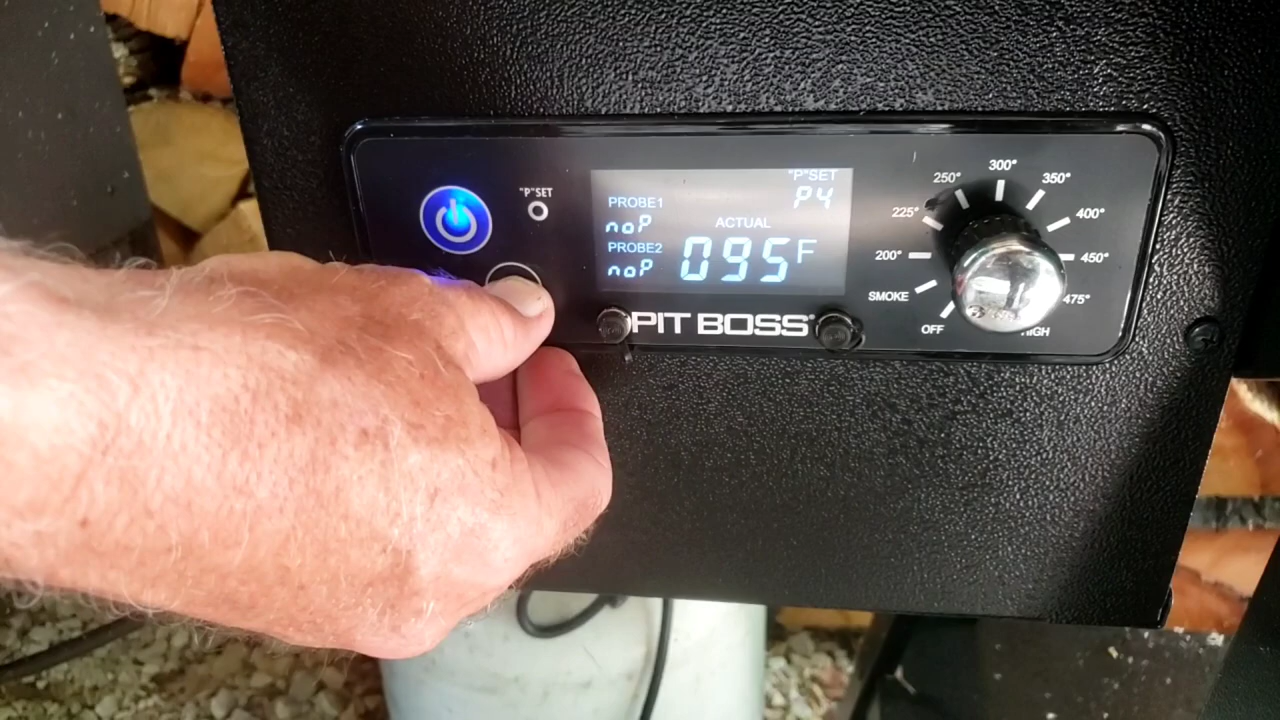 "P"SET
PROBE1
noP
PROBE2
noP
"P"SET
P4
ACTUAL
095F
PIT BOSS®
OFF
SMOKE
200°
225°
250°
300°
350°
400°
450°
475°
HIGH